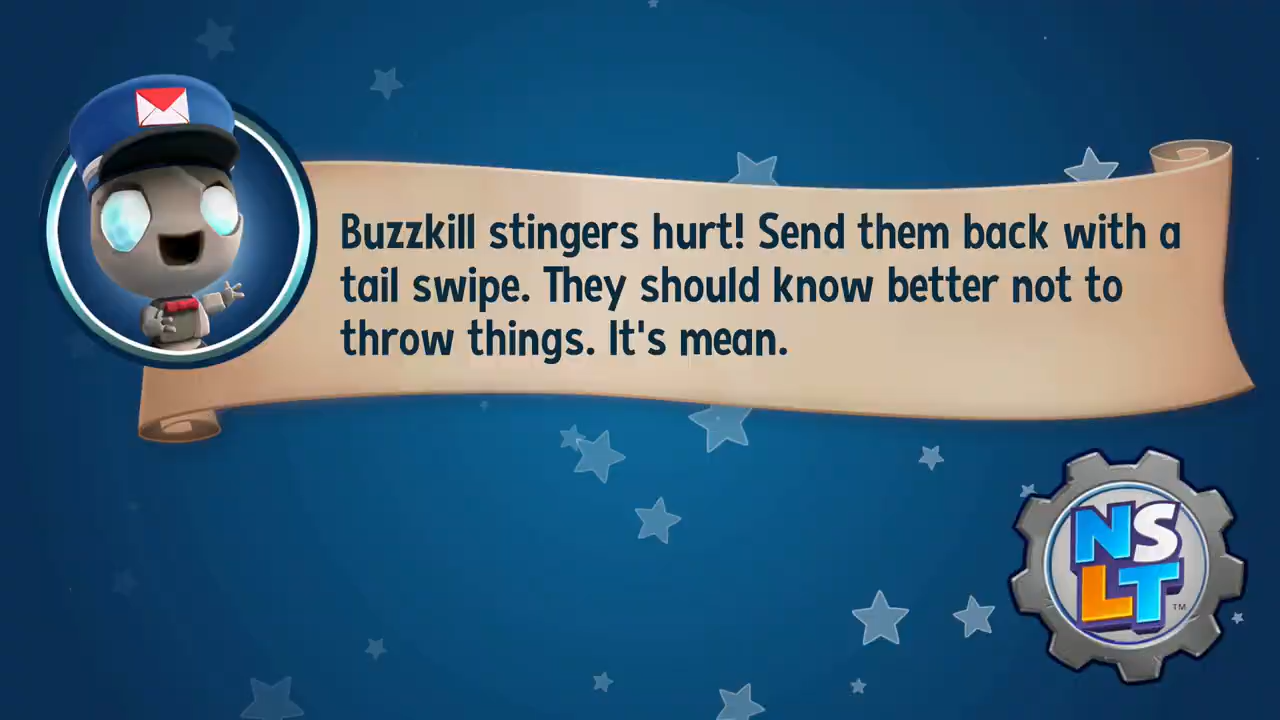 Buzzkill stingers hurt! Send them back with a
tail swipe. They should know better not to
throw things. It's mean.
NS
LT
TM